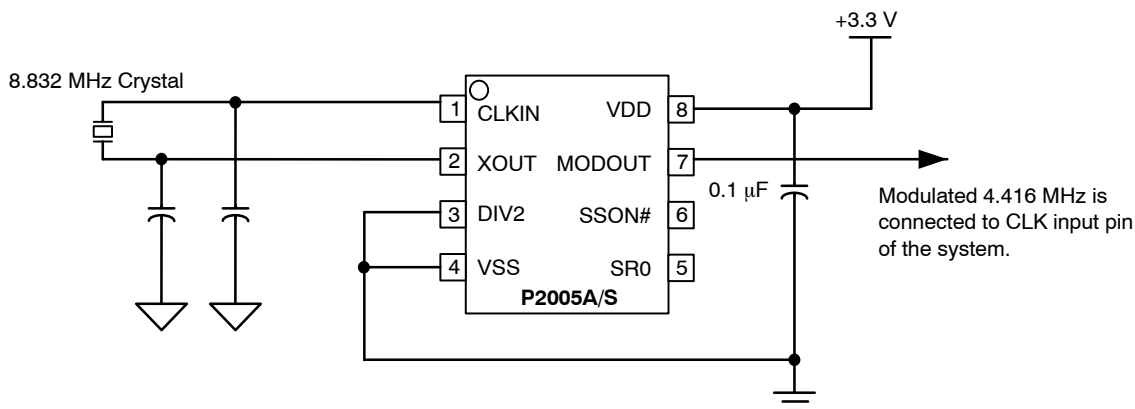 +3.3 V
8.832 MHz Crystal
1 CLKIN
VDD 8
2 XOUT
MODOUT 7
0.1 μF
3 DIV2
SSON# 6
4 VSS
SR0 5
P2005A/S
Modulated 4.416 MHz is
connected to CLK input pin
of the system.